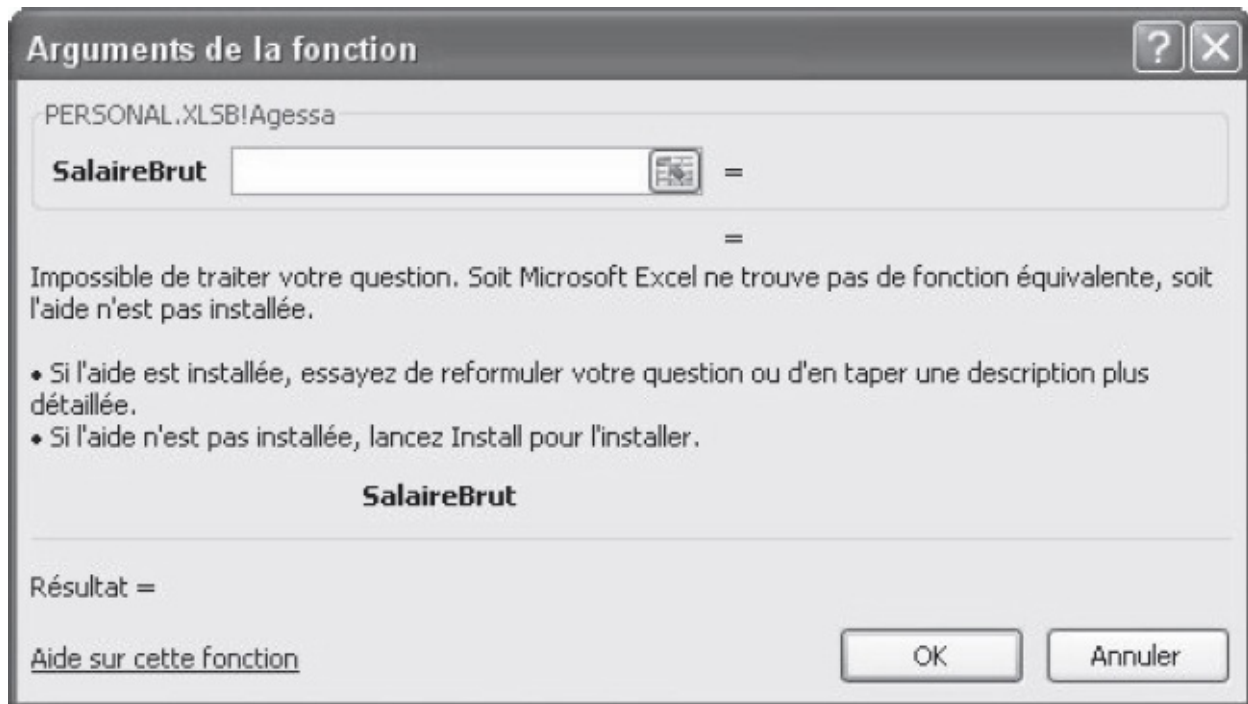 Arguments de la fonction
PERSONAL.XLSB!Agessa
SalaireBrut =
=
Impossible de traiter votre question. Soit Microsoft Excel ne trouve pas de fonction équivalente, soit
l'aide n'est pas installée.
• Si l'aide est installée, essayez de reformuler votre question ou d'en taper une description plus
détaillée.
• Si l'aide n'est pas installée, lancez Install pour l'installer.
SalaireBrut
Résultat =
Aide sur cette fonction OK Annuler